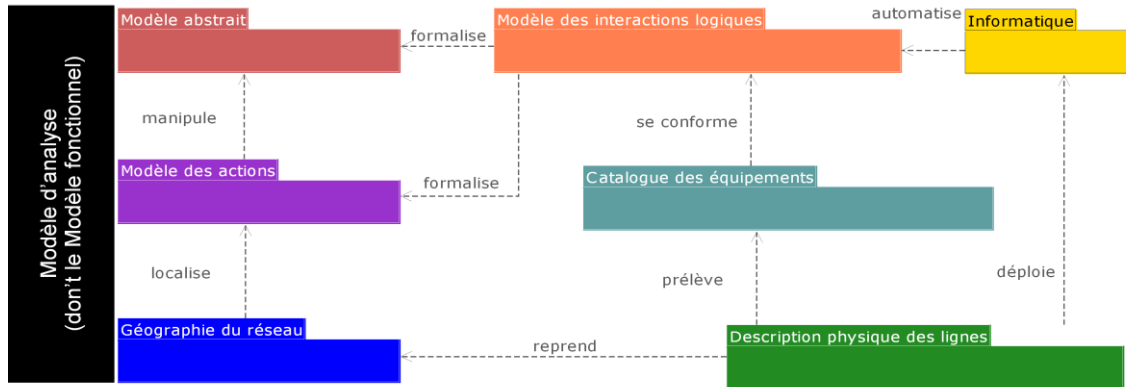 Modèle d'analyse
(don't le Modèle fonctionnel)
Modèle abstrait
formalise
Modèle des interactions logiques
automatise
Informatique
manipule
se conforme
Modèle des actions
formalise
Catalogue des équipements
localise
prélève
déploie
Géographie du réseau
reprend
Description physique des lignes